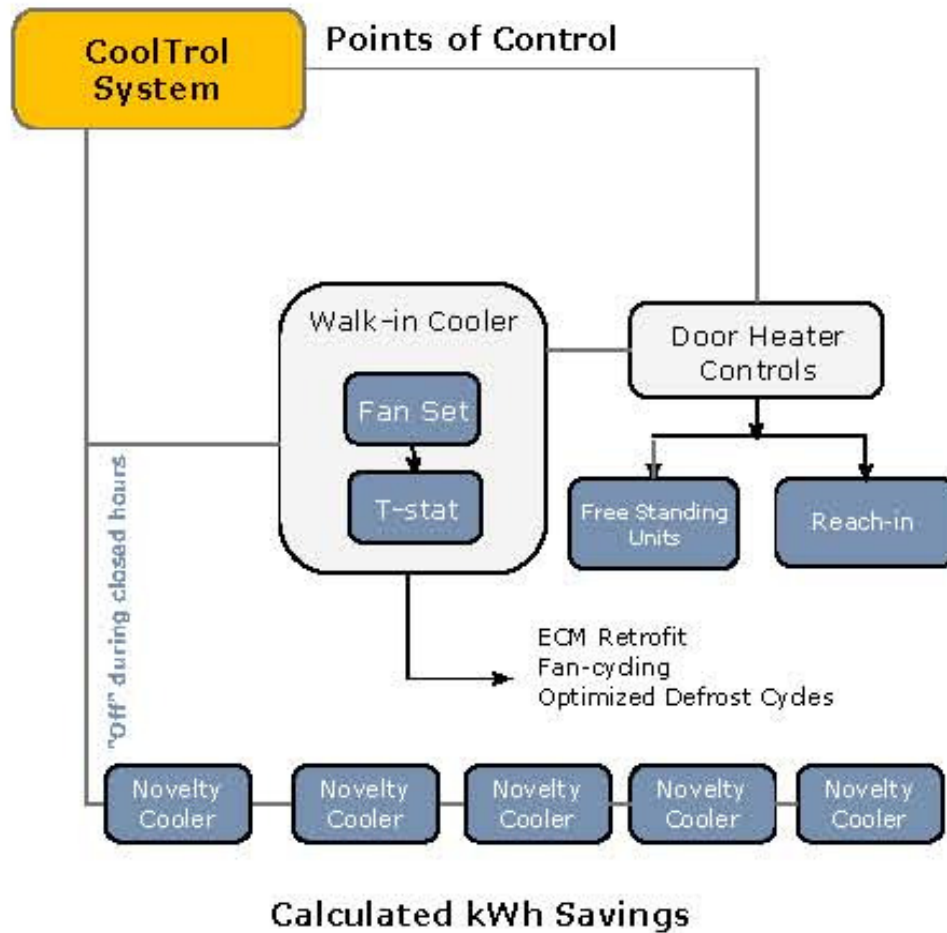 CoolTrol
System
Points of Control
Walk-in Cooler
Fan Set
T-stat
Door Heater
Controls
Free Standing
Units
Reach-in
"Off" during closed hours
ECM Retrofit
Fan-cycling
Optimized Defrost Cycles
Novelty
Cooler
Novelty
Cooler
Novelty
Cooler
Novelty
Cooler
Novelty
Cooler
Calculated kWh Savings